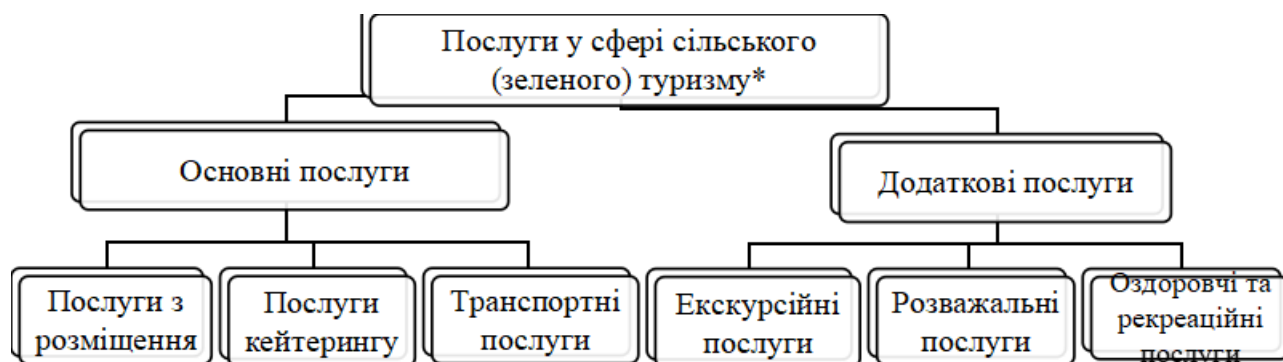 Послуги у сфері сільського
(зеленого) туризму*
Основні послуги
Додаткові послуги
Послуги з
розміщення
Послуги
кейтерингу
Транспортні
послуги
Екскурсійні
послуги
Розважальні
послуги
Оздоровчі та
рекреаційні
послуги